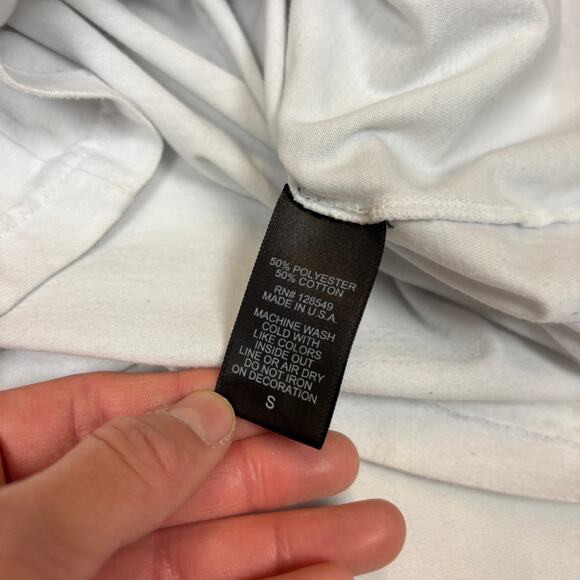 50% POLYESTER
50% COTTON
RN# 128549
MADE IN U.S.A.
MACHINE WASH
COLD WITH
LIKE COLORS
INSIDE OUT
LINE OR AIR DRY
DO NOT IRON
ON DECORATION
S